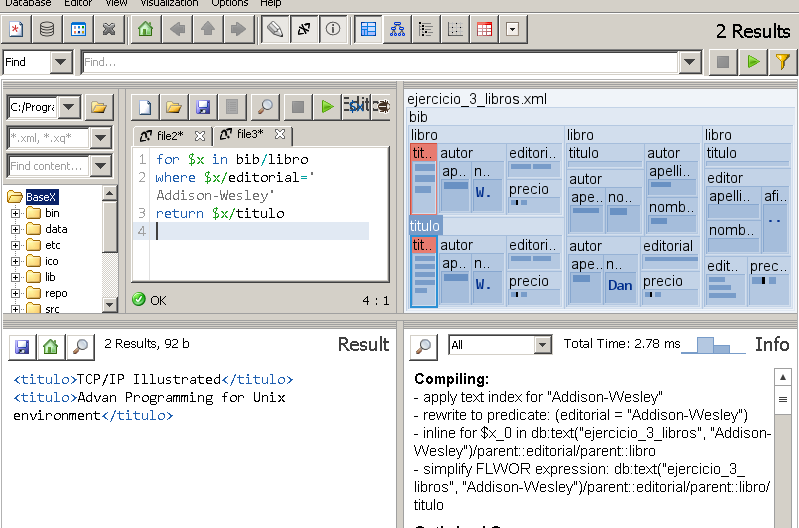 Database Editor View Visualization Options Help
2 Results
Find Find...
C:/Progra
*.xml, *.xq*
Find content...
BaseX
bin
data
etc
ico
lib
repo
src
Editor
file2* file3*
1 for $x in bib/libro
2 where $x/editorial='
Addison-Wesley'
3 return $x/titulo
4
OK 4 : 1
ejercicio_3_libros.xml
bib
libro libro libro
tit.. autor editori.. titulo autor titulo
ap.. n.. apelli..
W. precio autor editor
ape.. no.. nomb.. apelli.. afi..
titulo
tit.. autor editori.. autor editorial nomb.. ..
ap.. n.. ape.. n.. edit.. prec..
W. precio Dan precio
2 Results, 92 b Result
<titulo>TCP/IP Illustrated</titulo>
<titulo>Advan Programming for Unix
environment</titulo>
All Total Time: 2.78 ms Info
Compiling:
- apply text index for "Addison-Wesley"
- rewrite to predicate: (editorial = "Addison-Wesley")
- inline for $x_0 in db:text("ejercicio_3_libros", "Addison-
Wesley")/parent::editorial/parent::libro
- simplify FLWOR expression: db:text("ejercicio_3_
libros", "Addison-Wesley")/parent::editorial/parent::libro/
titulo